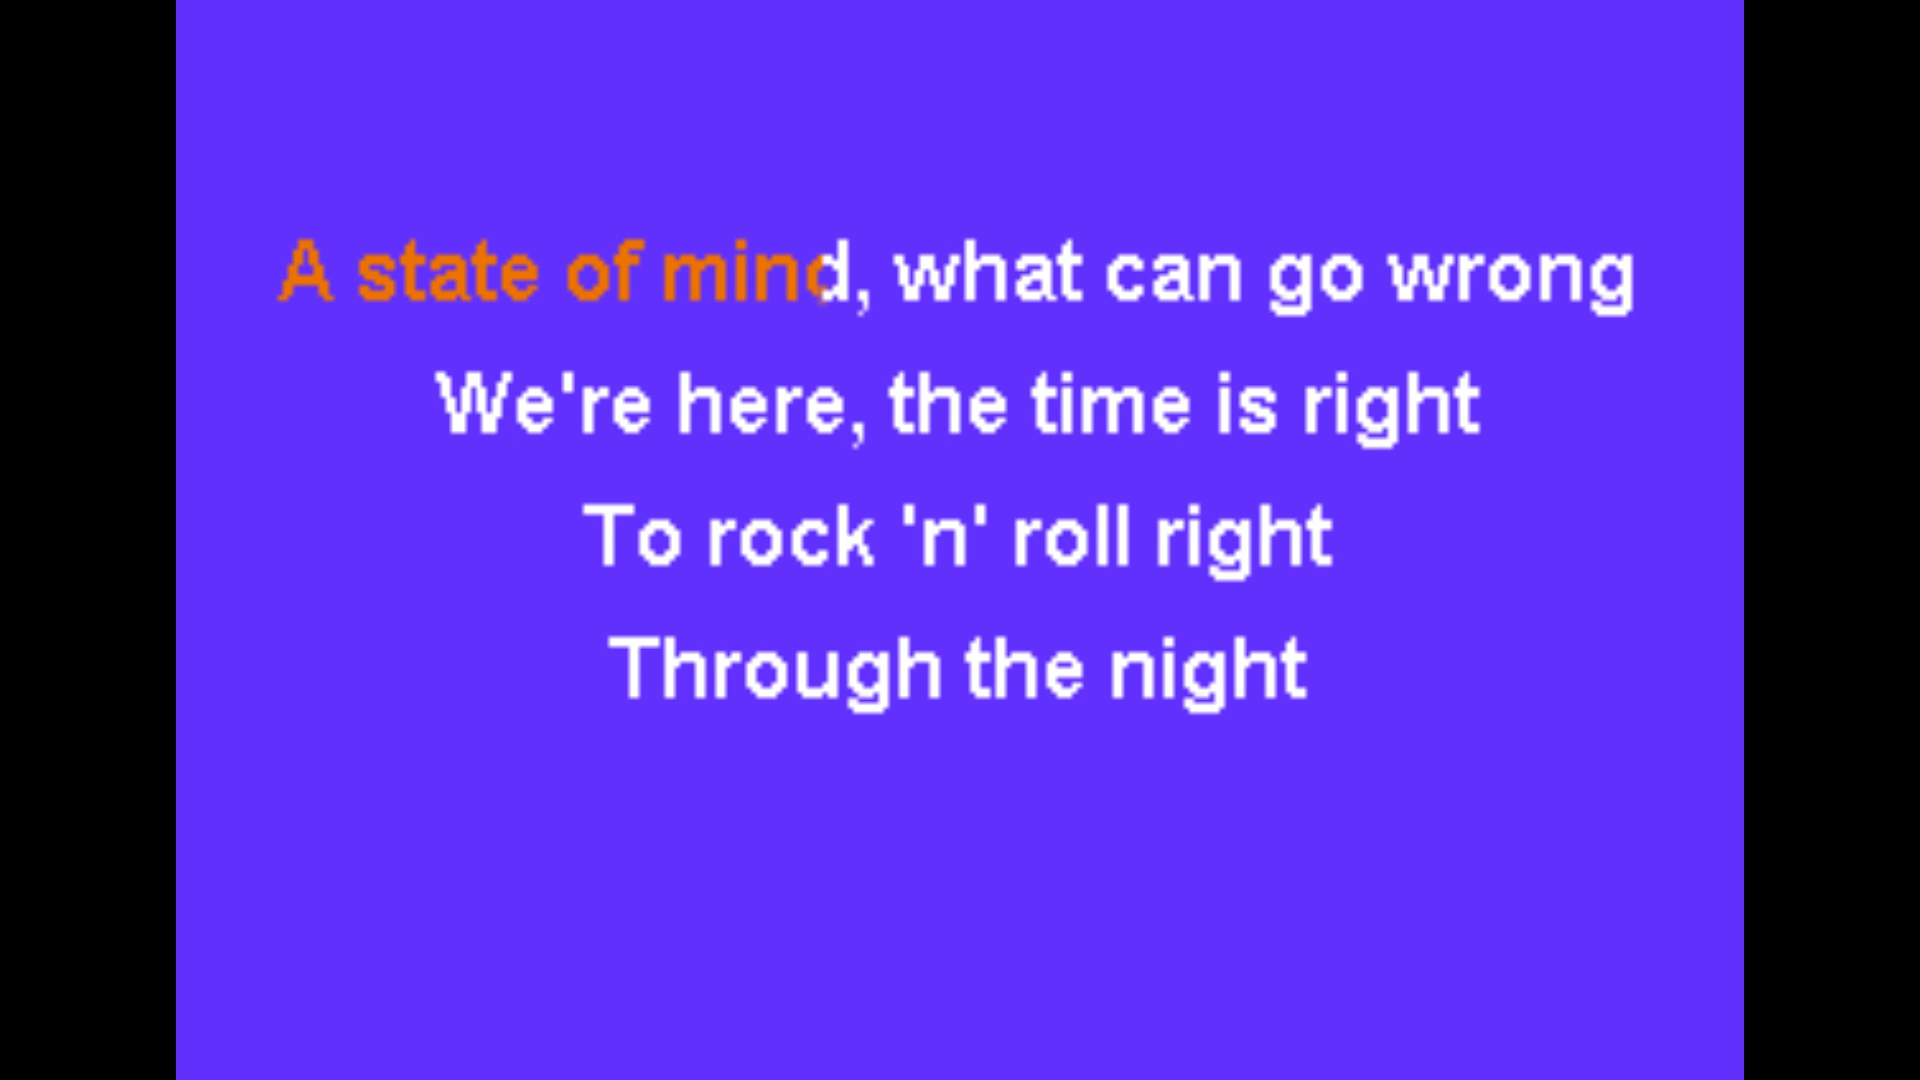 A state of mind, what can go wrong
We're here, the time is right
To rock 'n' roll right
Through the night